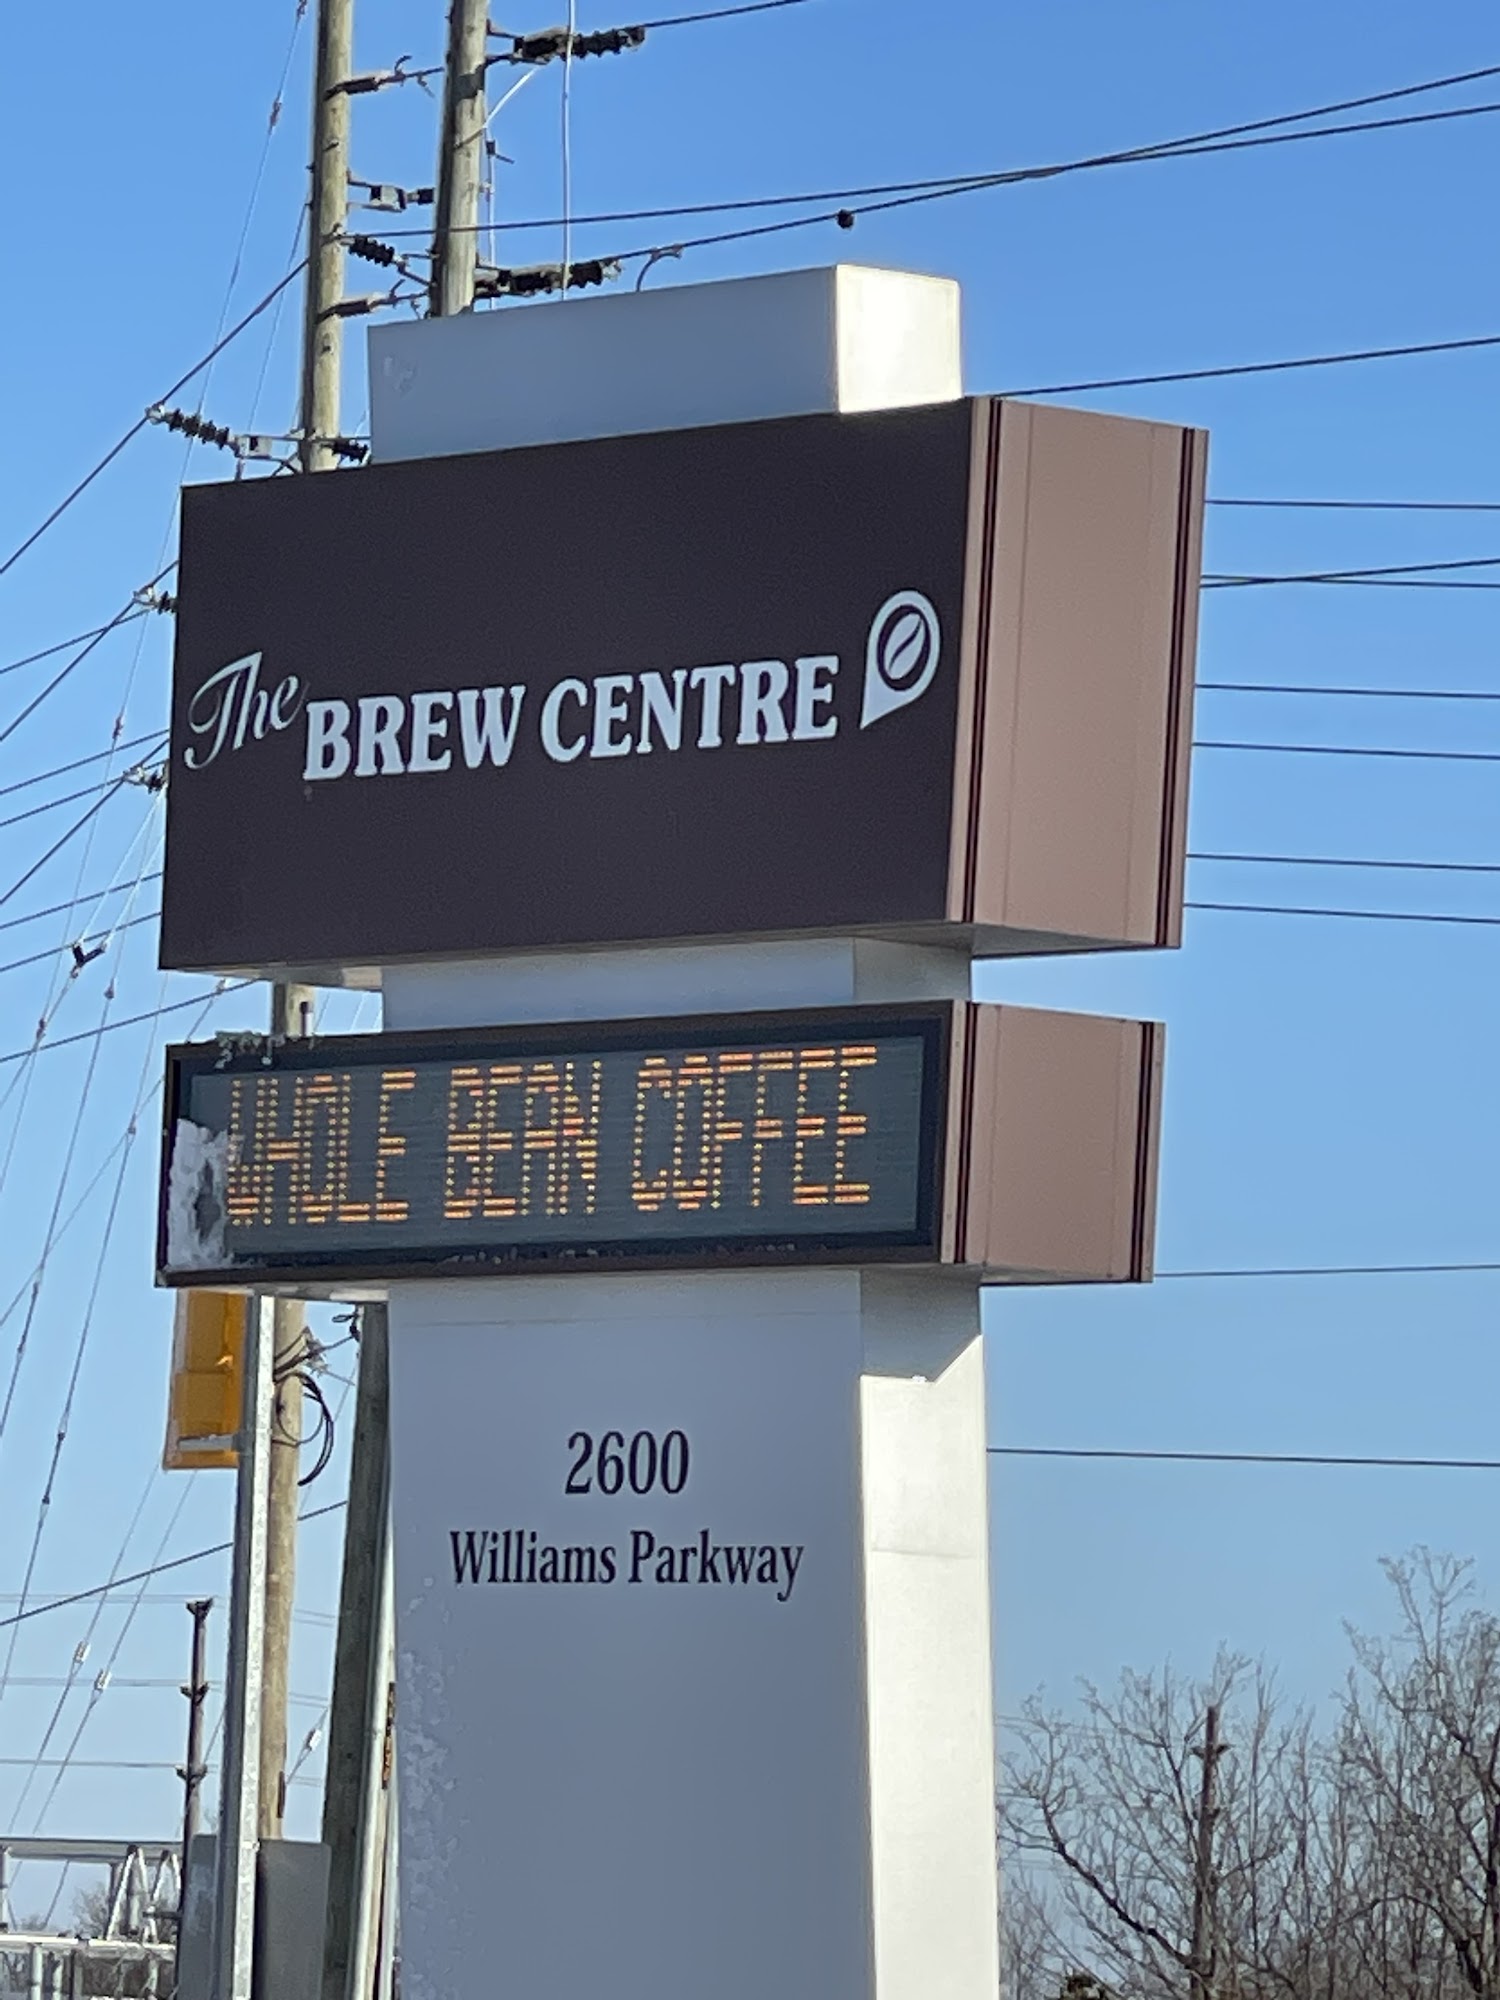 The BREW CENTRE
WHOLE BEAN COFFEE
2600
Williams Parkway